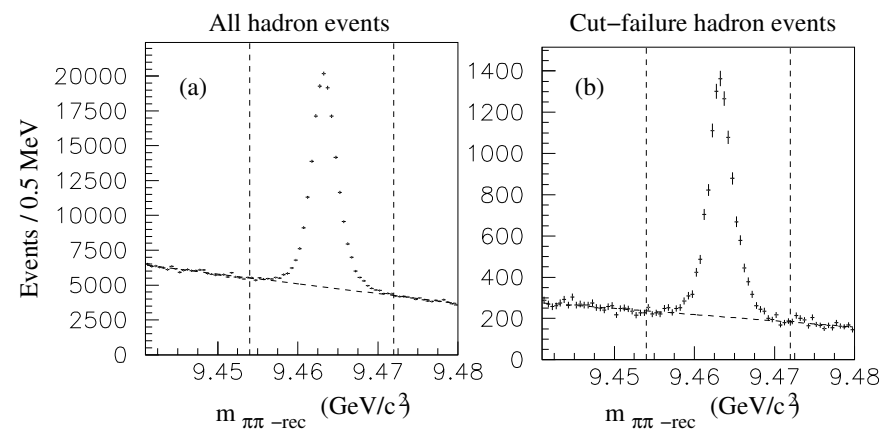 All hadron events
Cut−failure hadron events
(a)
(b)
Events / 0.5 MeV
20000
17500
15000
12500
10000
7500
5000
2500
0
1400
1200
1000
800
600
400
200
0
9.45 9.46 9.47 9.48
9.45 9.46 9.47 9.48
m ππ −rec (GeV/c²)
m ππ −rec (GeV/c²)